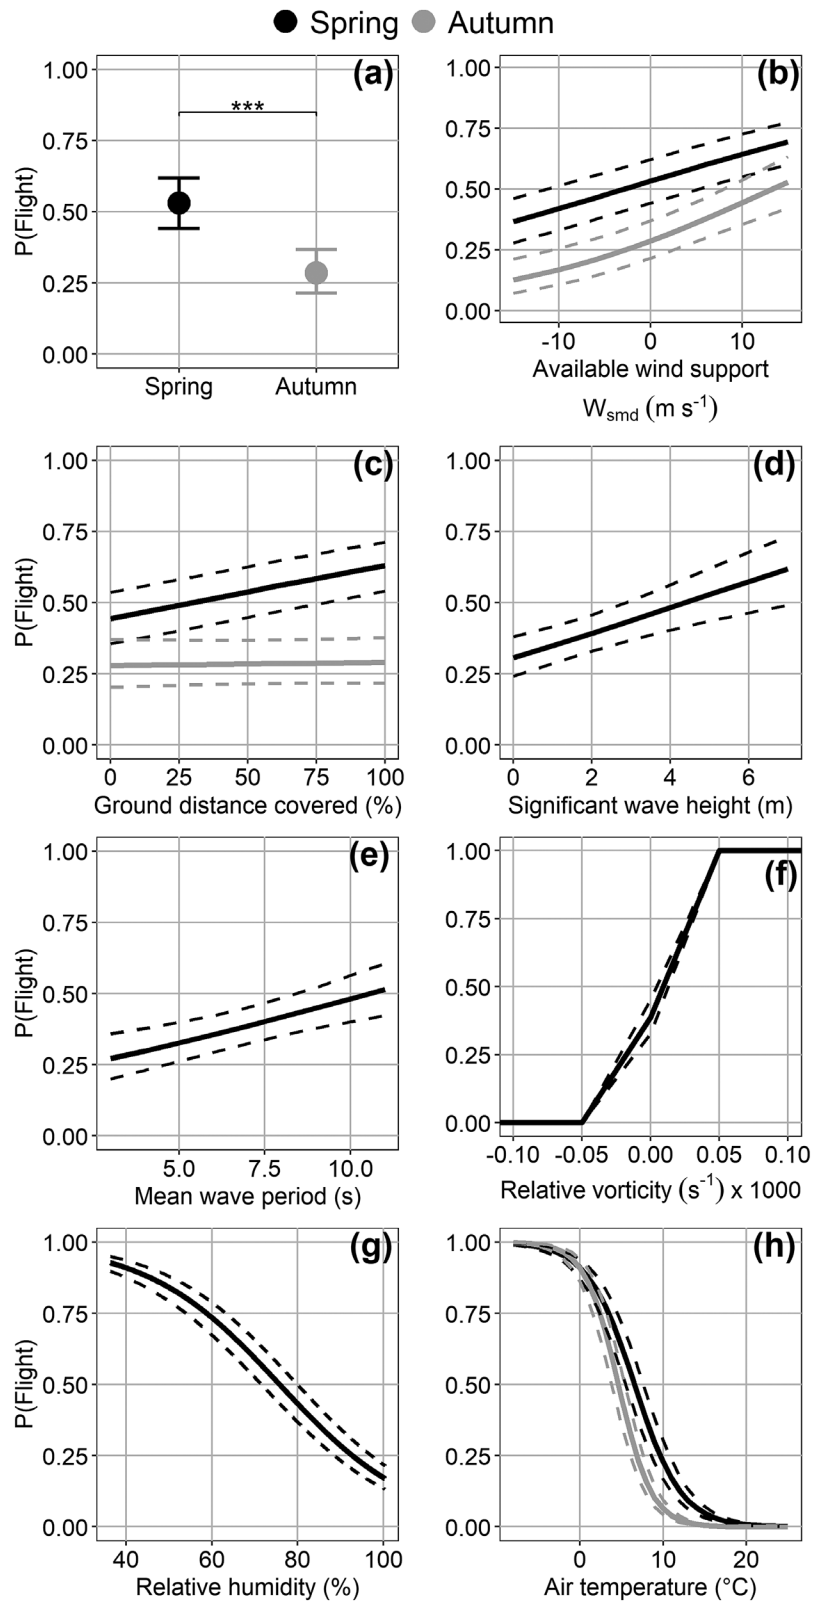 Spring Autumn
(a)
1.00
0.75
0.50
0.25
0.00
P(Flight)
***
Spring Autumn
(b)
1.00
0.75
0.50
0.25
0.00
-10 0 10
Available wind support
Wsmd (m s-1)
(c)
1.00
0.75
0.50
0.25
0.00
P(Flight)
0 25 50 75 100
Ground distance covered (%)
(d)
1.00
0.75
0.50
0.25
0.00
0 2 4 6
Significant wave height (m)
(e)
1.00
0.75
0.50
0.25
0.00
P(Flight)
5.0 7.5 10.0
Mean wave period (s)
(f)
1.00
0.75
0.50
0.25
0.00
-0.10 -0.05 0.00 0.05 0.10
Relative vorticity (s-1) x 1000
(g)
1.00
0.75
0.50
0.25
0.00
P(Flight)
40 60 80 100
Relative humidity (%)
(h)
1.00
0.75
0.50
0.25
0.00
0 10 20
Air temperature (°C)